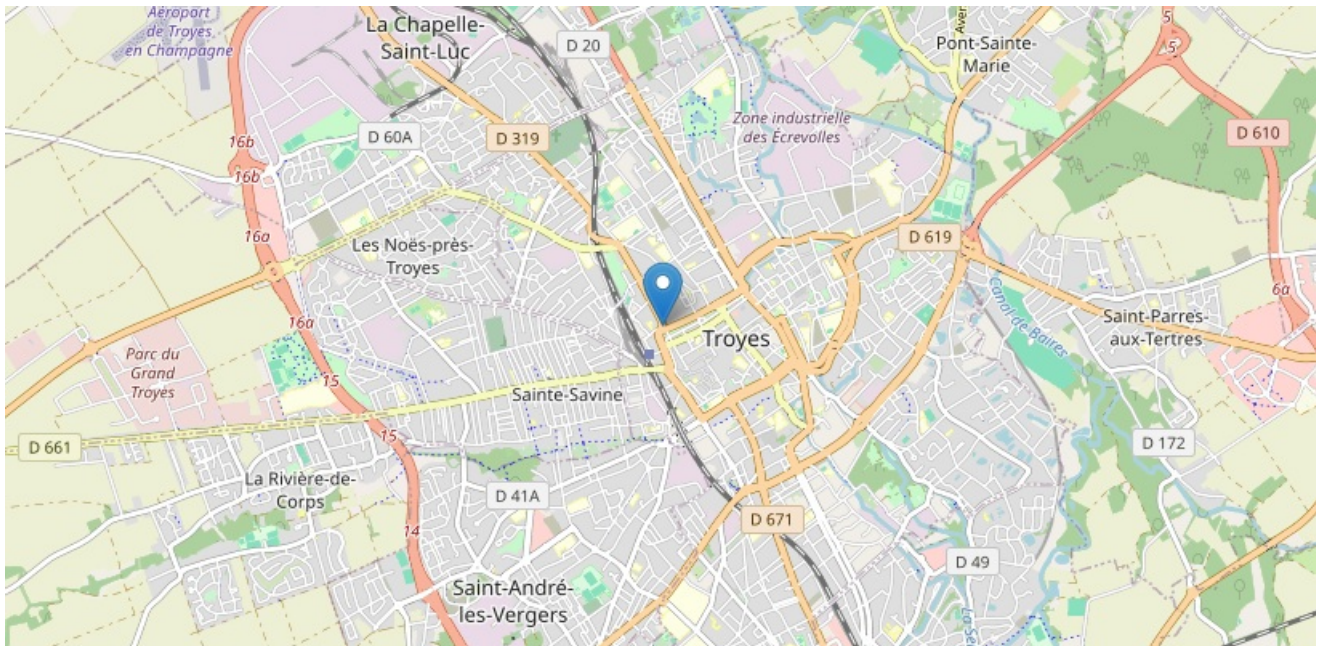 Aéroport
de Troyes
en Champagne
La Chapelle-
Saint-Luc
D 20
Aver
Pont-Sainte-
Marie
5
5
Zone industrielle
des Écrevolles
D 60A
D 319
D 610
16b
16b
16a
Les Noës-près-
Troyes
D 619
Canal de Baires
6a
16a
Troyes
Saint-Parres-
aux-Tertres
Parc du
Grand
Troyes
15
Sainte-Savine
15
D 661
D 172
La Rivière-de-
Corps
D 41A
14
D 671
D 49
Saint-André-
les-Vergers
La Se